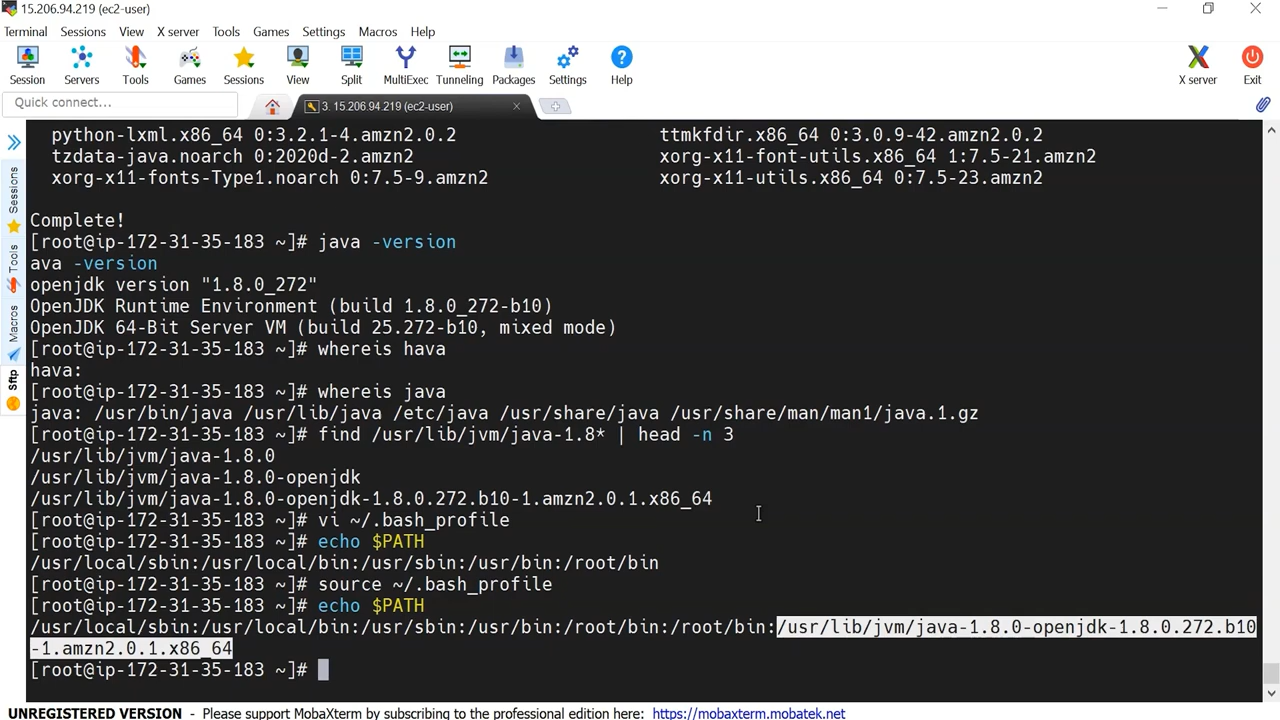 15.206.94.219 (ec2-user)
Terminal Sessions View X server Tools Games Settings Macros Help
Session Servers Tools Games Sessions View Split MultiExec Tunneling Packages Settings Help X server Exit
Quick connect... 3. 15.206.94.219 (ec2-user)
Sessions
Tools
Macros
Sftp
python-lxml.x86_64 0:3.2.1-4.amzn2.0.2 ttmkfdir.x86_64 0:3.0.9-42.amzn2.0.2
tzdata-java.noarch 0:2020d-2.amzn2 xorg-x11-font-utils.x86_64 1:7.5-21.amzn2
xorg-x11-fonts-Type1.noarch 0:7.5-9.amzn2 xorg-x11-utils.x86_64 0:7.5-23.amzn2
Complete!
[root@ip-172-31-35-183 ~]# java -version
ava -version
openjdk version "1.8.0_272"
OpenJDK Runtime Environment (build 1.8.0_272-b10)
OpenJDK 64-Bit Server VM (build 25.272-b10, mixed mode)
[root@ip-172-31-35-183 ~]# whereis hava
hava:
[root@ip-172-31-35-183 ~]# whereis java
java: /usr/bin/java /usr/lib/java /etc/java /usr/share/java /usr/share/man/man1/java.1.gz
[root@ip-172-31-35-183 ~]# find /usr/lib/jvm/java-1.8* | head -n 3
/usr/lib/jvm/java-1.8.0
/usr/lib/jvm/java-1.8.0-openjdk
/usr/lib/jvm/java-1.8.0-openjdk-1.8.0.272.b10-1.amzn2.0.1.x86_64
[root@ip-172-31-35-183 ~]# vi ~/.bash_profile
[root@ip-172-31-35-183 ~]# echo $PATH
/usr/local/sbin:/usr/local/bin:/usr/sbin:/usr/bin:/root/bin
[root@ip-172-31-35-183 ~]# source ~/.bash_profile
[root@ip-172-31-35-183 ~]# echo $PATH
/usr/local/sbin:/usr/local/bin:/usr/sbin:/usr/bin:/root/bin:/root/bin:/usr/lib/jvm/java-1.8.0-openjdk-1.8.0.272.b10
-1.amzn2.0.1.x86_64
[root@ip-172-31-35-183 ~]#
UNREGISTERED VERSION - Please support MobaXterm by subscribing to the professional edition here: https://mobaxterm.mobatek.net